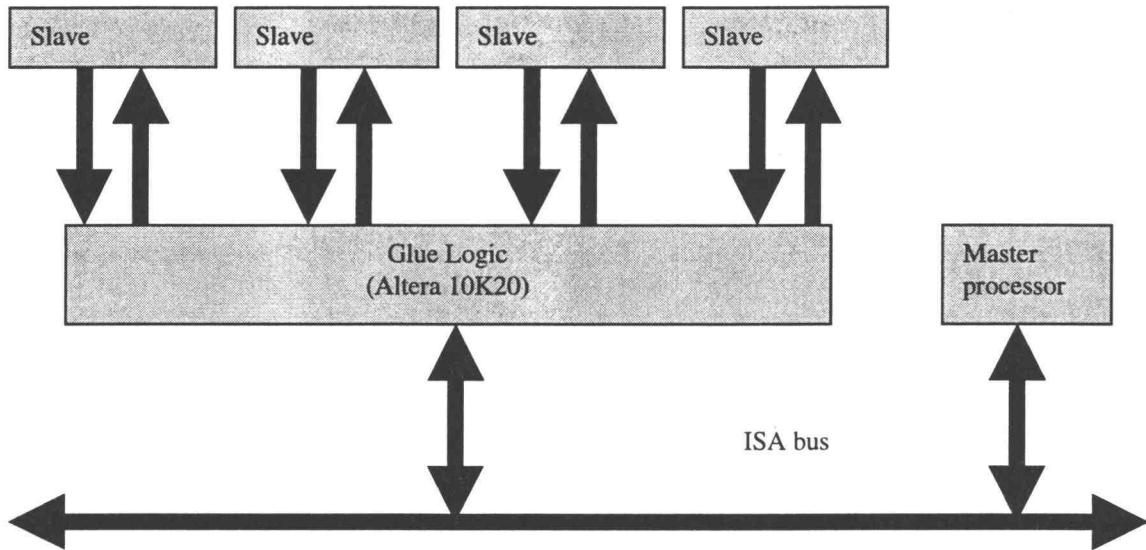 Slave
Slave
Slave
Slave
Glue Logic
(Altera 10K20)
Master
processor
ISA bus